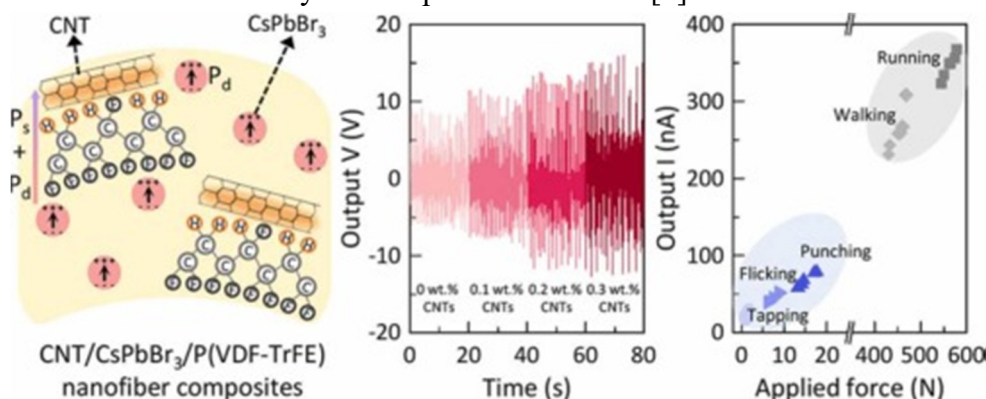 CNT
CsPbBr3
Pd
Ps
+
Pd
CNT/CsPbBr3/P(VDF-TrFE)
nanofiber composites
Output V (V)
20
10
0
-10
-20
0 wt.% CNTs
0.1 wt.% CNTs
0.2 wt.% CNTs
0.3 wt.% CNTs
0 20 40 60 80
Time (s)
Output I (nA)
400
300
200
100
0
Running
Walking
Punching
Flicking
Tapping
0 10 20 400 500 600
Applied force (N)